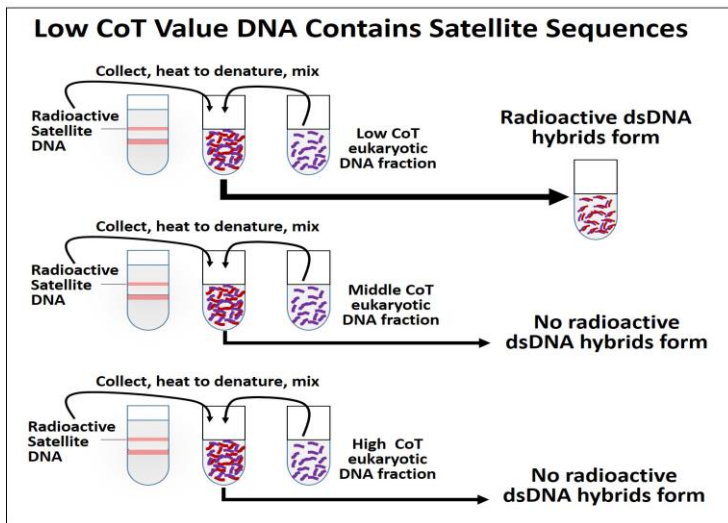 Low CoT Value DNA Contains Satellite Sequences
Collect, heat to denature, mix
Radioactive
Satellite
DNA
Low CoT
eukaryotic
DNA fraction
Radioactive dsDNA
hybrids form
Collect, heat to denature, mix
Radioactive
Satellite
DNA
Middle CoT
eukaryotic
DNA fraction
No radioactive
dsDNA hybrids form
Collect, heat to denature, mix
Radioactive
Satellite
DNA
High CoT
eukaryotic
DNA fraction
No radioactive
dsDNA hybrids form